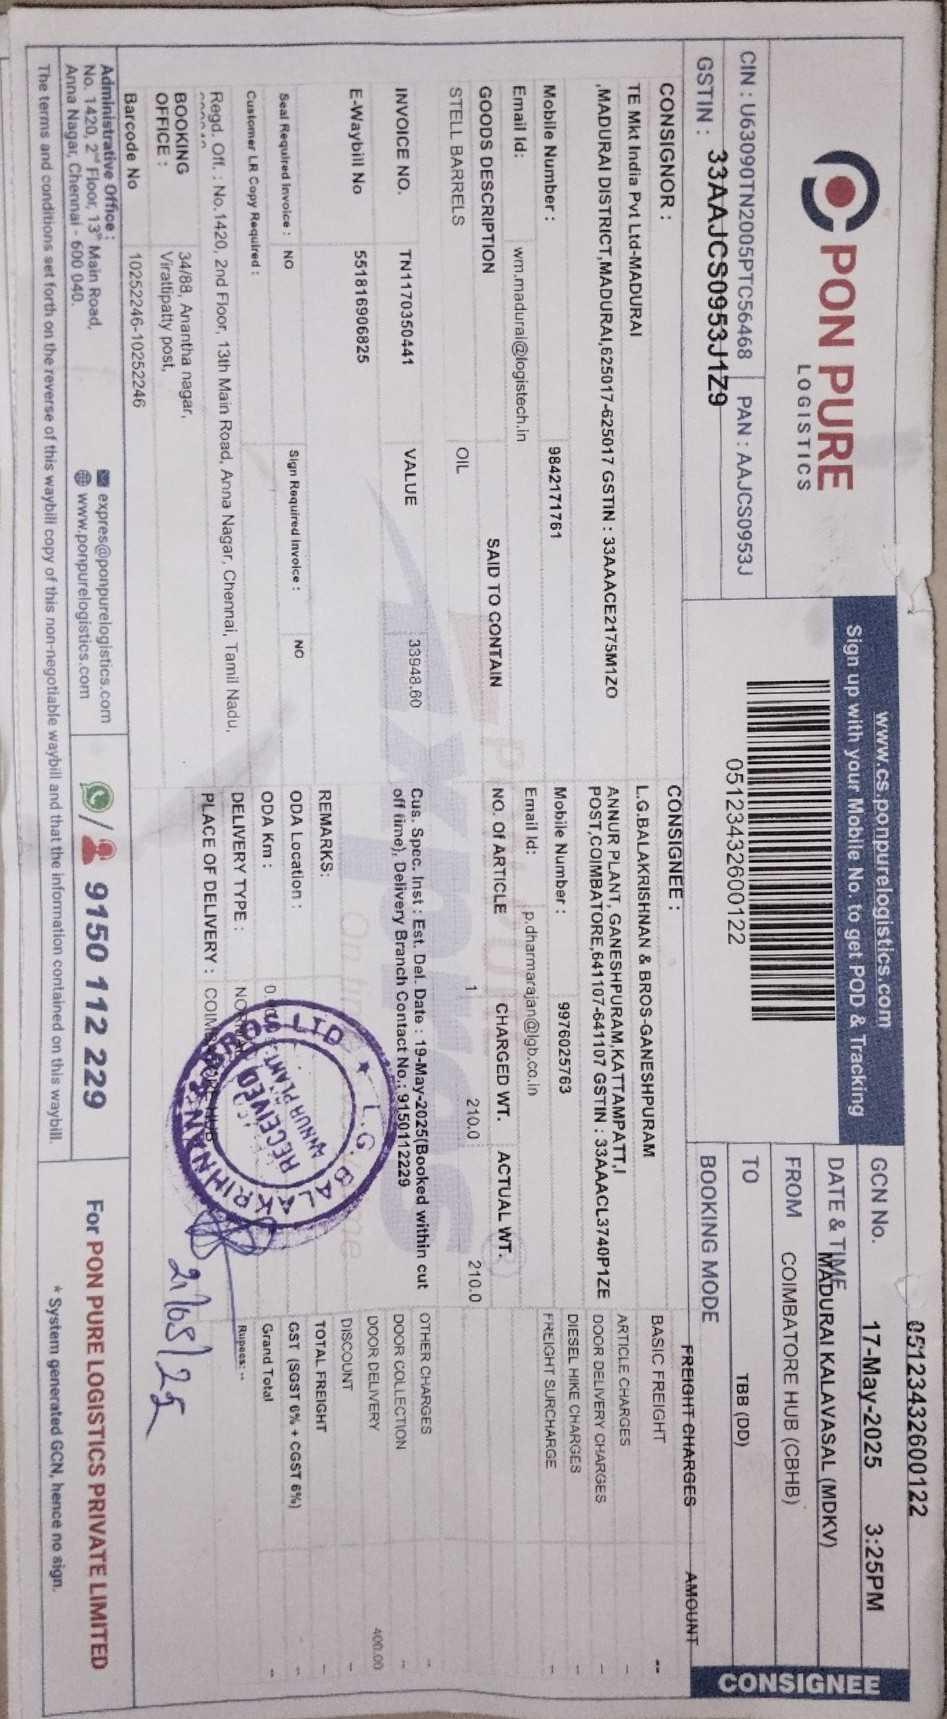 PON PURE
LOGISTICS
CIN : U63090TN2005PTC56468 PAN : AAJCS0953J
GSTIN : 33AAJCS0953J1Z9
www.cs.ponpurelogistics.com
Sign up with your Mobile No. to get POD & Tracking
0512343260​0122
GCN No. 0512343260​0122
DATE & TIME 17-May-2025 3:25PM
FROM MADURAI KALAVASAL (MDKV)
TO COIMBATORE HUB (CBHB)
BOOKING MODE TBB (DD)
CONSIGNEE
CONSIGNOR :
TE Mkt India Pvt Ltd-MADURAI
,MADURAI DISTRICT,MADURAI,625017-625017 GSTIN : 33AAACE2175M1ZO
Mobile Number : 9842171761
Email Id: wm.madurai@logistech.in
CONSIGNEE :
L.G.BALAKRISHNAN & BROS-GANESHPURAM
ANNUR PLANT, GANESHPURAM,KATTAMPATT,I
POST,COIMBATORE,641107-641107 GSTIN : 33AAACL3740P1ZE
Mobile Number : 9976025763
Email Id: p.dharmarajan@lgb.co.in
GOODS DESCRIPTION SAID TO CONTAIN NO. OF ARTICLE CHARGED WT. ACTUAL WT.
STELL BARRELS OIL 1 210.0 210.0
INVOICE NO. TN1170350441 VALUE 33948.60
E-Waybill No 551816906825
Seal Required Invoice : NO Sign Required Invoice : NO
Customer LR Copy Required :
Regd. Off. : No.1420, 2nd Floor, 13th Main Road, Anna Nagar, Chennai, Tamil Nadu,
BOOKING OFFICE : 34/88, Anantha nagar,
Virattipatty post,
Barcode No 10252246-10252246
Cus. Spec. Inst : Est. Del. Date : 19-May-2025(Booked within cut
off time), Delivery Branch Contact No.: 9150112229
REMARKS:
ODA Location :
ODA Km :
DELIVERY TYPE :
PLACE OF DELIVERY :
L.G. BALAKRIHNAN & BROS LTD
RECEIVED
ANNUR PLANT
21/05/25
FREIGHT CHARGES AMOUNT
BASIC FREIGHT --
ARTICLE CHARGES --
DOOR DELIVERY CHARGES --
DIESEL HIKE CHARGES --
FREIGHT SURCHARGE --
OTHER CHARGES --
DOOR COLLECTION --
DOOR DELIVERY 400.00
DISCOUNT --
TOTAL FREIGHT --
GST (SGST 6% + CGST 6%) --
Grand Total --
Rupees: --
Administrative Office :
No. 1420, 2nd Floor, 13th Main Road,
Anna Nagar, Chennai - 600 040.
expres@ponpurelogistics.com
www.ponpurelogistics.com
/ 9150 112 229
For PON PURE LOGISTICS PRIVATE LIMITED
The terms and conditions set forth on the reverse of this waybill copy of this non-negotiable waybill and that the information contained on this waybill.
* System generated GCN, hence no sign.